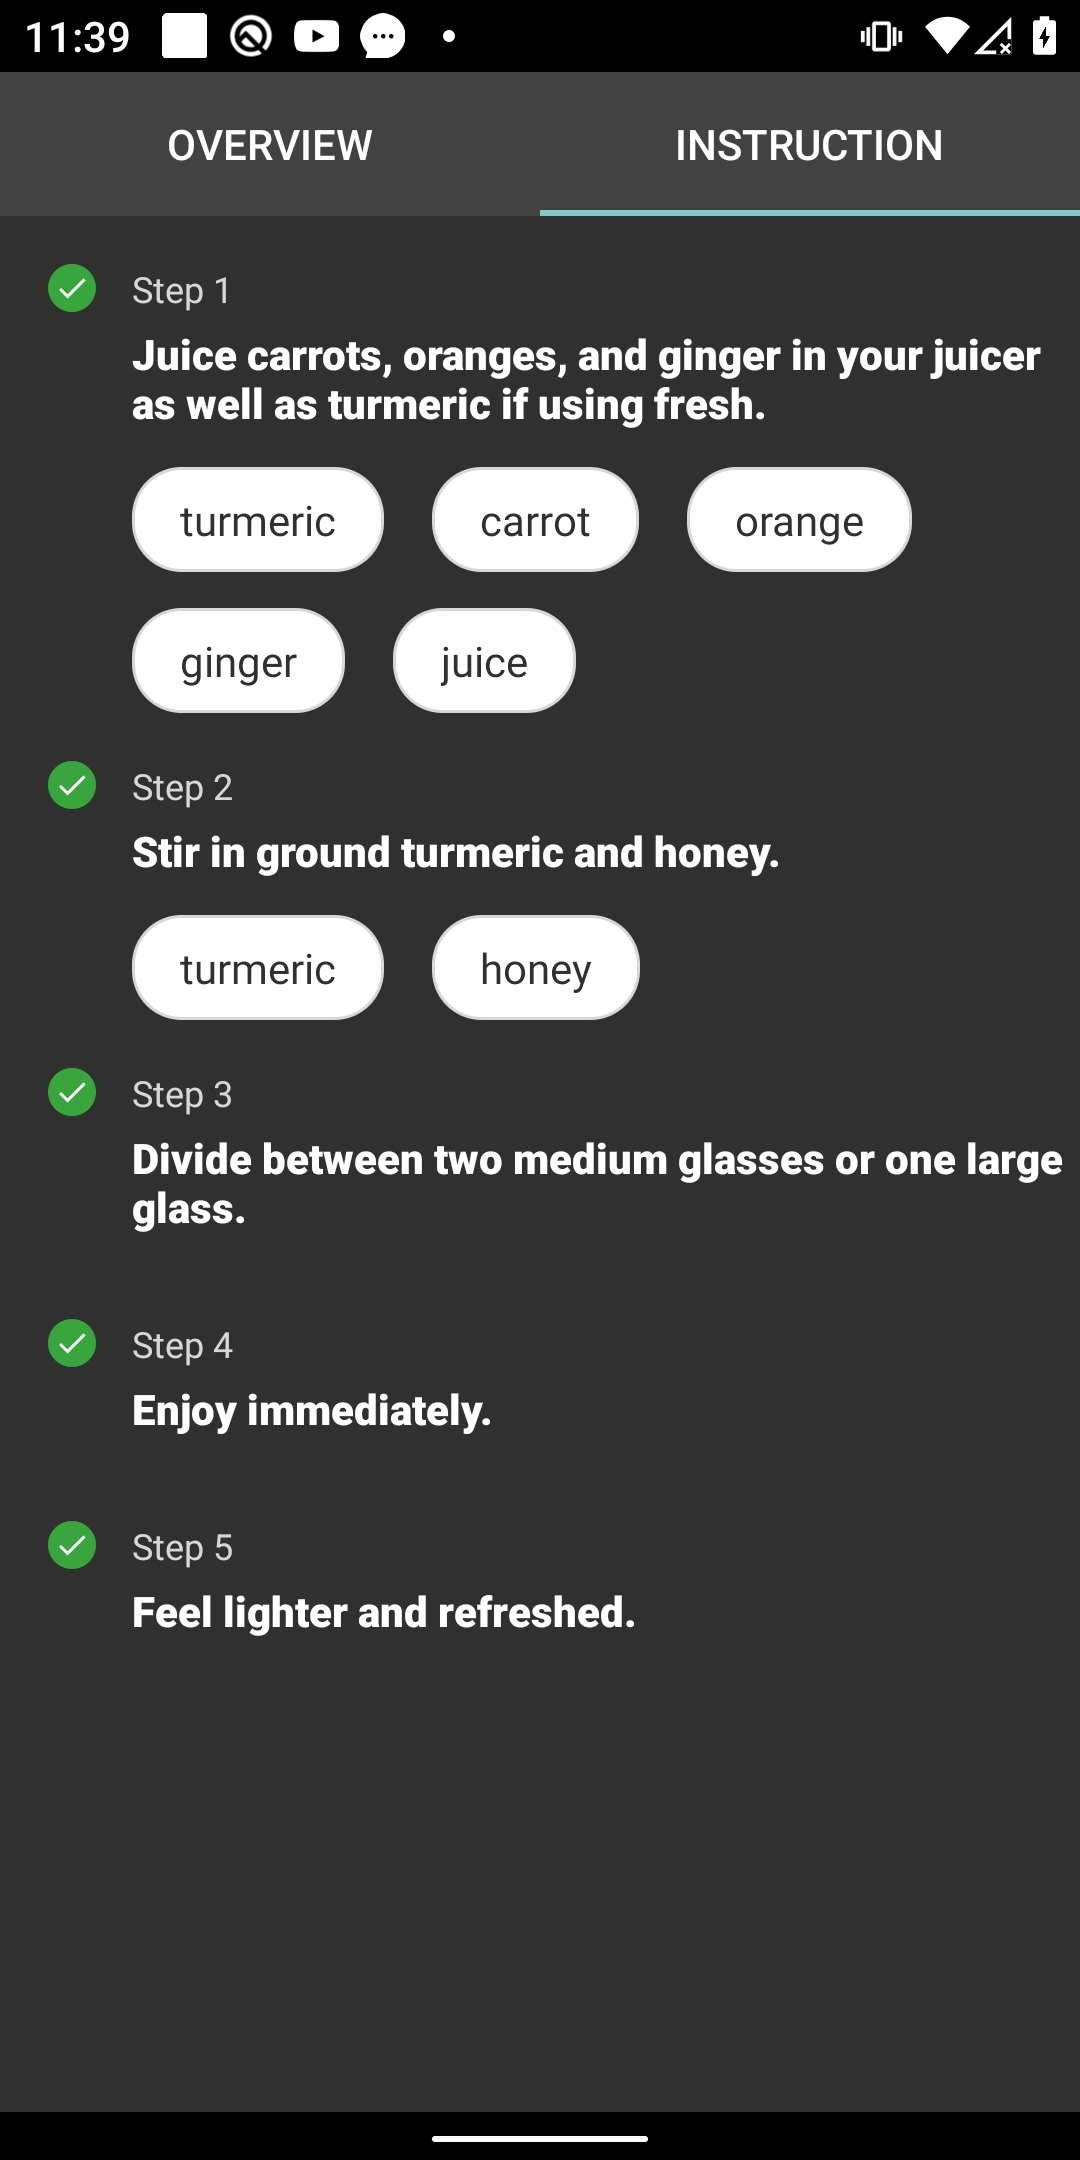 11:39
OVERVIEW
INSTRUCTION
Step 1
Juice carrots, oranges, and ginger in your juicer
as well as turmeric if using fresh.
turmeric
carrot
orange
ginger
juice
Step 2
Stir in ground turmeric and honey.
turmeric
honey
Step 3
Divide between two medium glasses or one large
glass.
Step 4
Enjoy immediately.
Step 5
Feel lighter and refreshed.